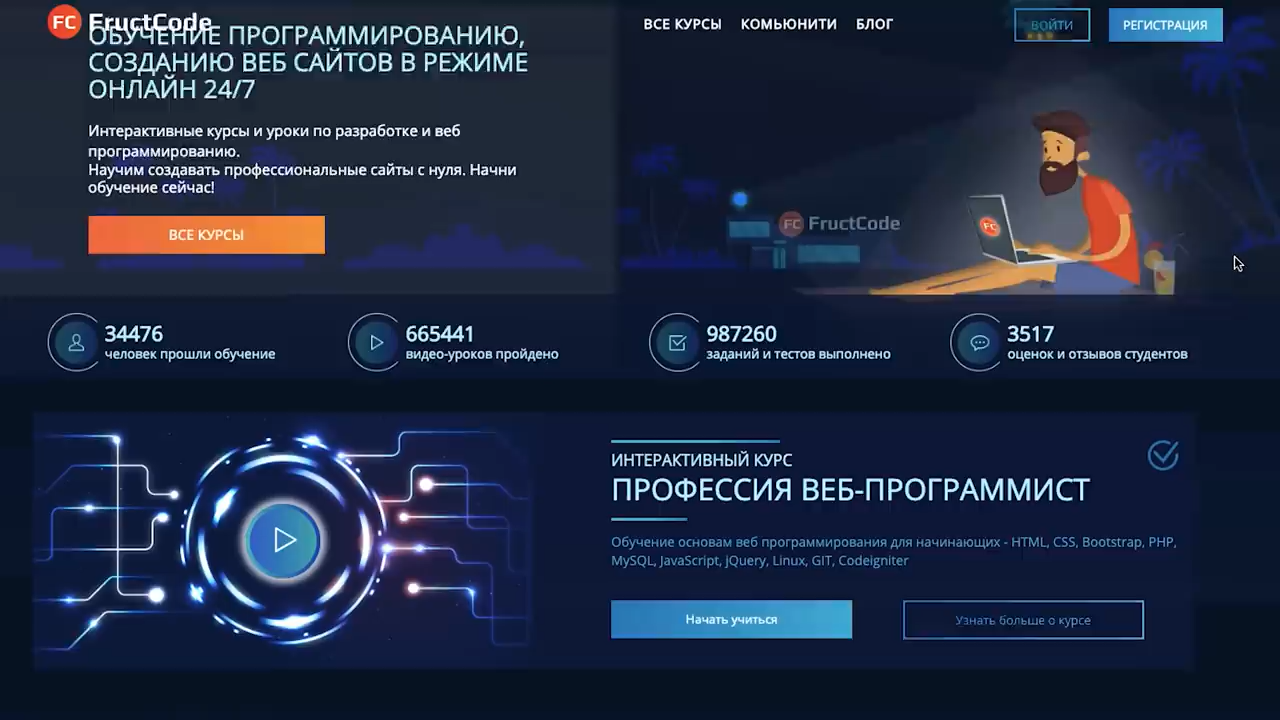 FC FructCode
ВСЕ КУРСЫ КОМЬЮНИТИ БЛОГ
ВОЙТИ
РЕГИСТРАЦИЯ
ОБУЧЕНИЕ ПРОГРАММИРОВАНИЮ,
СОЗДАНИЮ ВЕБ САЙТОВ В РЕЖИМЕ
ОНЛАЙН 24/7
Интерактивные курсы и уроки по разработке и веб
программированию.
Научим создавать профессиональные сайты с нуля. Начни
обучение сейчас!
ВСЕ КУРСЫ
FC FructCode
FC
34476
человек прошли обучение
665441
видео-уроков пройдено
987260
заданий и тестов выполнено
3517
оценок и отзывов студентов
ИНТЕРАКТИВНЫЙ КУРС
ПРОФЕССИЯ ВЕБ-ПРОГРАММИСТ
Обучение основам веб программирования для начинающих - HTML, CSS, Bootstrap, PHP,
MySQL, JavaScript, jQuery, Linux, GIT, Codeigniter
Начать учиться
Узнать больше о курсе